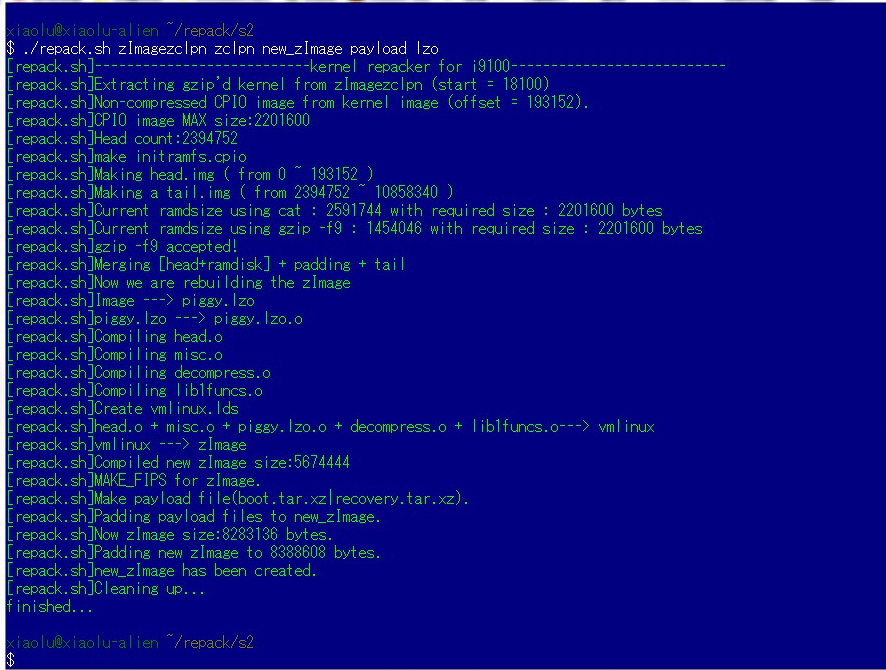 xiaolu@xiaolu-alien ~/repack/s2
$ ./repack.sh zImagezclpn zclpn new_zImage payload lzo
[repack.sh]---------------------------kernel repacker for i9100---------------------------
[repack.sh]Extracting gzip'd kernel from zImagezclpn (start = 18100)
[repack.sh]Non-compressed CPIO image from kernel image (offset = 193152).
[repack.sh]CPIO image MAX size:2201600
[repack.sh]Head count:2394752
[repack.sh]make initramfs.cpio
[repack.sh]Making head.img ( from 0 ~ 193152 )
[repack.sh]Making a tail.img ( from 2394752 ~ 10858340 )
[repack.sh]Current ramdsize using cat : 2591744 with required size : 2201600 bytes
[repack.sh]Current ramdsize using gzip -f9 : 1454046 with required size : 2201600 bytes
[repack.sh]gzip -f9 accepted!
[repack.sh]Merging [head+ramdisk] + padding + tail
[repack.sh]Now we are rebuilding the zImage
[repack.sh]Image ---> piggy.lzo
[repack.sh]piggy.lzo ---> piggy.lzo.o
[repack.sh]Compiling head.o
[repack.sh]Compiling misc.o
[repack.sh]Compiling decompress.o
[repack.sh]Compiling lib1funcs.o
[repack.sh]Create vmlinux.lds
[repack.sh]head.o + misc.o + piggy.lzo.o + decompress.o + lib1funcs.o---> vmlinux
[repack.sh]vmlinux ---> zImage
[repack.sh]Compiled new zImage size:5674444
[repack.sh]MAKE_FIPS for zImage.
[repack.sh]Make payload file(boot.tar.xz|recovery.tar.xz).
[repack.sh]Padding payload files to new_zImage.
[repack.sh]Now zImage size:8283136 bytes.
[repack.sh]Padding new zImage to 8388608 bytes.
[repack.sh]new_zImage has been created.
[repack.sh]Cleaning up...
finished...
xiaolu@xiaolu-alien ~/repack/s2
$